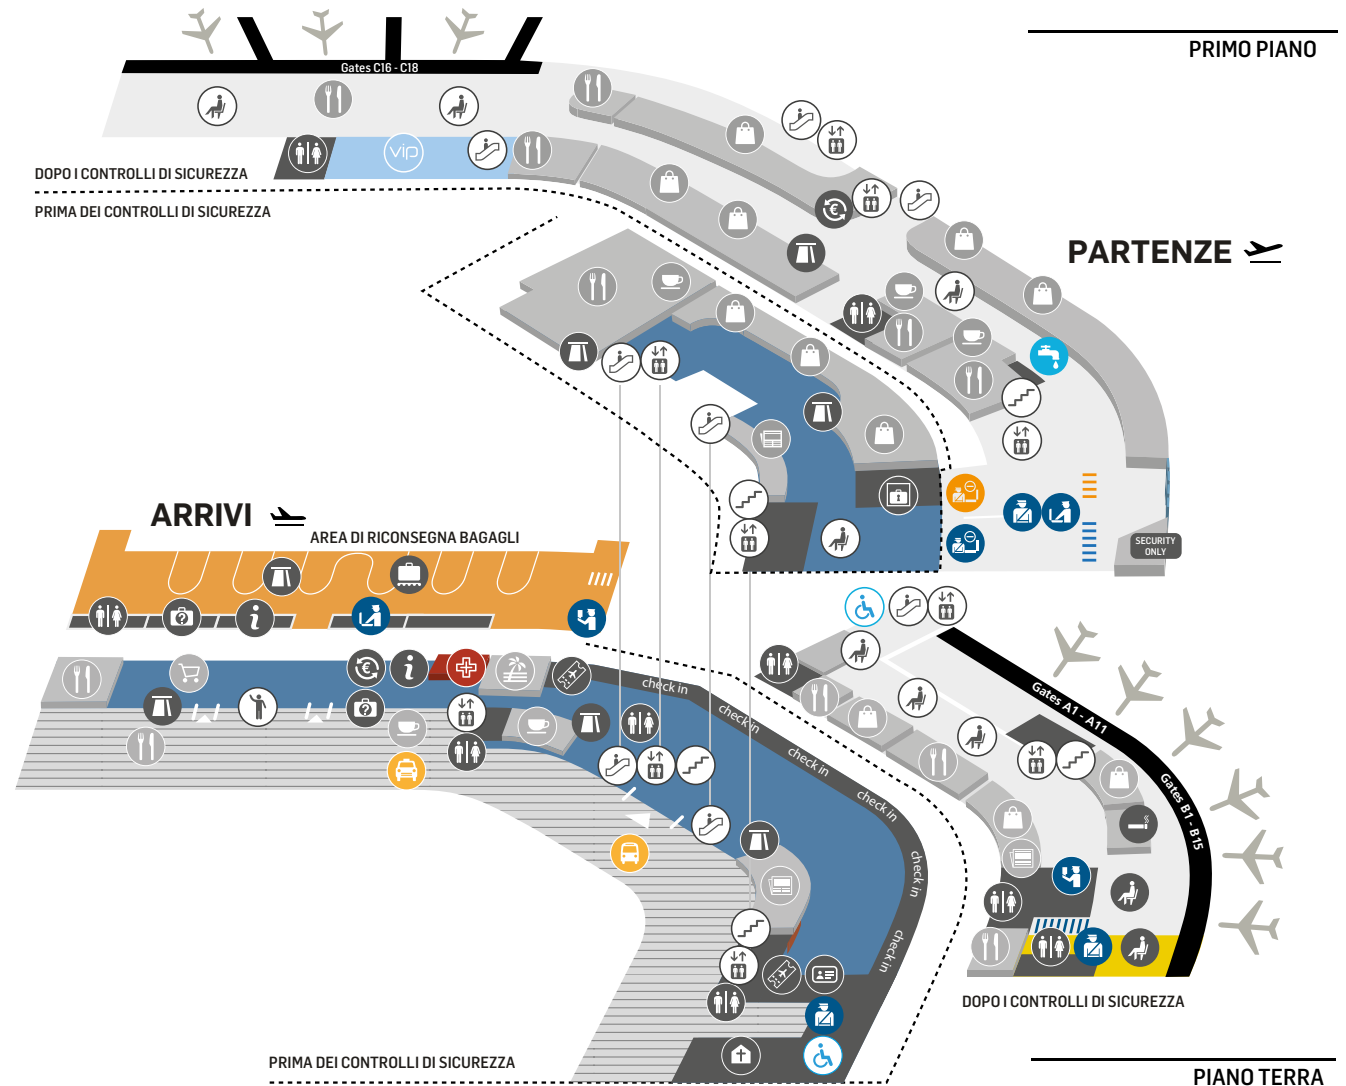 PRIMO PIANO
Gates C16 - C18
vip
DOPO I CONTROLLI DI SICUREZZA
PRIMA DEI CONTROLLI DI SICUREZZA
PARTENZE
ARRIVI
AREA DI RICONSEGNA BAGAGLI
SECURITY
ONLY
check in
check in
check in
check in
check in
check in
Gates A1 - A11
Gates B1 - B15
DOPO I CONTROLLI DI SICUREZZA
PRIMA DEI CONTROLLI DI SICUREZZA
PIANO TERRA